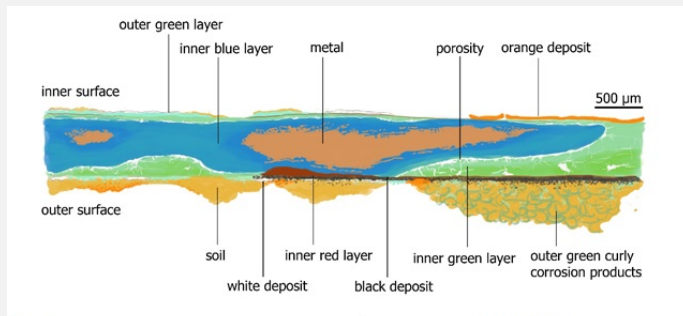 outer green layer
inner blue layer
metal
porosity
orange deposit
inner surface
500 µm
outer surface
soil
inner red layer
inner green layer
outer green curly
corrosion products
white deposit
black deposit